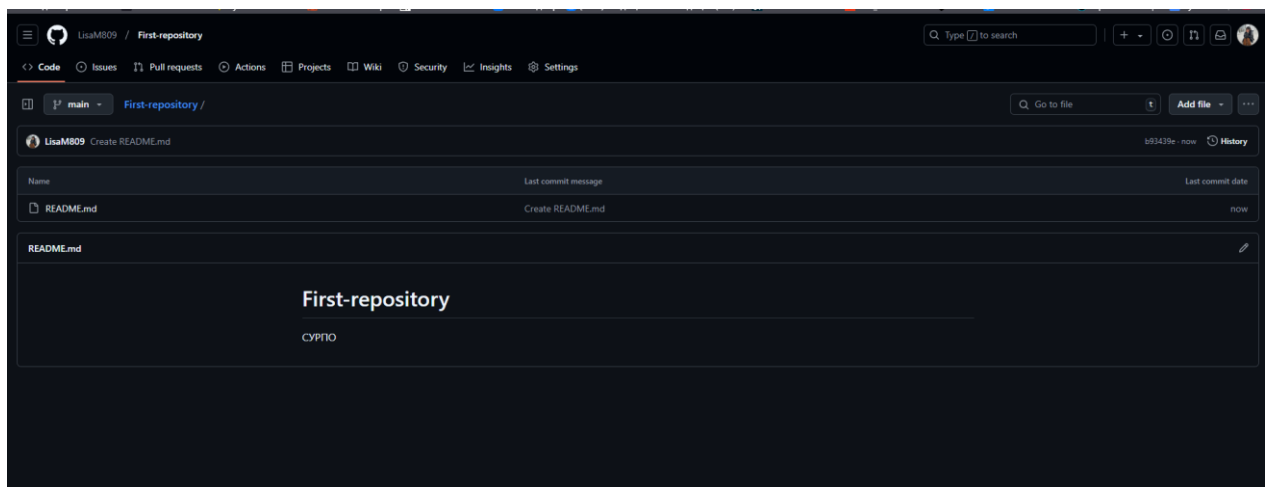 LisaM809 / First-repository
Type / to search
Code Issues Pull requests Actions Projects Wiki Security Insights Settings
main First-repository /
Go to file t Add file
LisaM809 Create README.md b93439e · now History
Name Last commit message Last commit date
README.md Create README.md now
README.md
First-repository
СУРПО